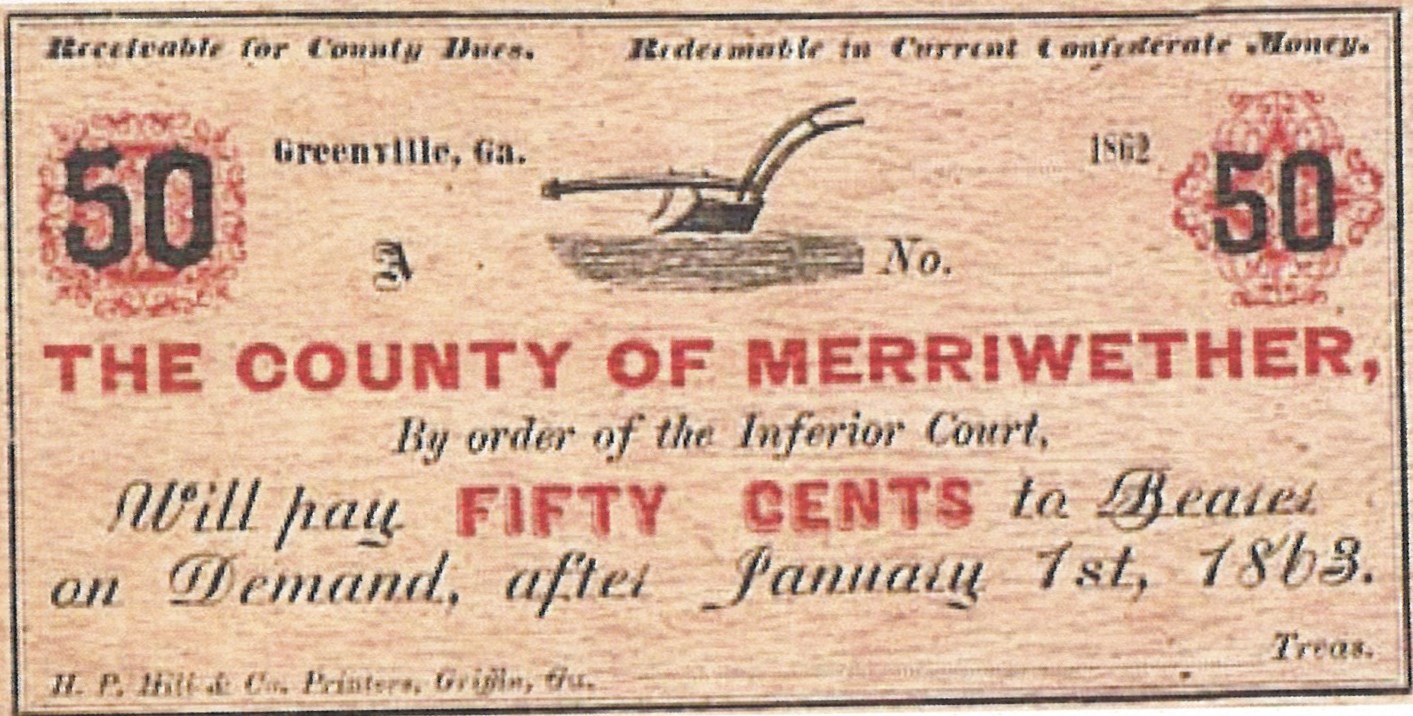 Receivable for County Dues. Redeemable in Current Confederate Money.
50 Greenville, Ga. 1862 50
A No.
THE COUNTY OF MERRIWETHER,
By order of the Inferior Court,
Will pay FIFTY CENTS to Bearer
on Demand, after January 1st, 1863.
Treas.
H. P. Hill & Co. Printers, Griffin, Ga.